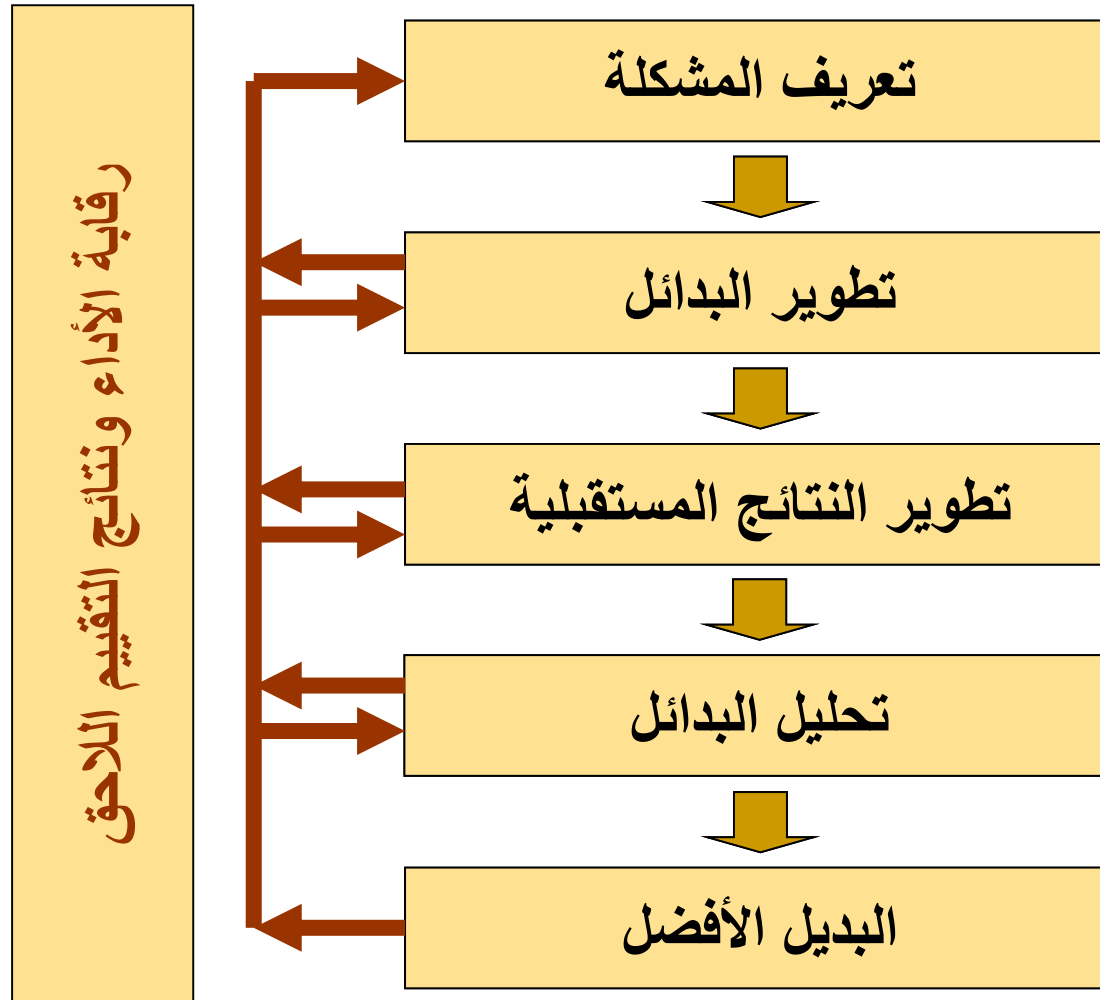 تعريف المشكلة
تطوير البدائل
تطوير النتائج المستقبلية
تحليل البدائل
البديل الأفضل
رقابة الأداء ونتائج التقييم اللاحق